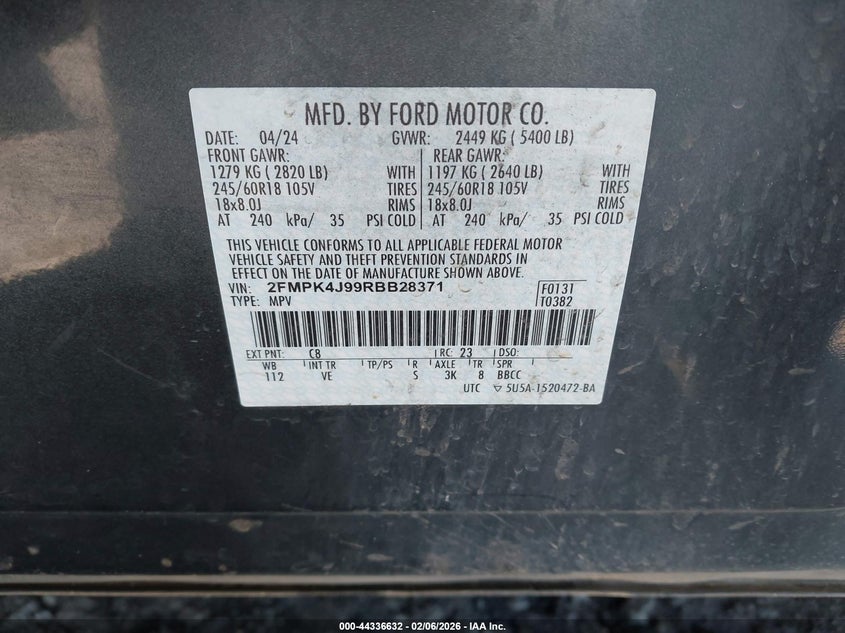 MFD. BY FORD MOTOR CO.
DATE: 04/24 GVWR: 2449 KG ( 5400 LB)
FRONT GAWR: REAR GAWR:
1279 KG ( 2820 LB) WITH 1197 KG ( 2640 LB) WITH
245/60R18 105V TIRES 245/60R18 105V TIRES
18x8.0J RIMS 18x8.0J RIMS
AT 240 kPa/ 35 PSI COLD AT 240 kPa/ 35 PSI COLD
THIS VEHICLE CONFORMS TO ALL APPLICABLE FEDERAL MOTOR
VEHICLE SAFETY AND THEFT PREVENTION STANDARDS IN
EFFECT ON THE DATE OF MANUFACTURE SHOWN ABOVE.
VIN: 2FMPK4J99RBB28371 F0131
TYPE: MPV T0382
EXT PNT: C8 RC: 23 DSO:
WB INT TR TP/PS R AXLE TR SPR
112 VE S 3K 8 BBCC
UTC ▽ 5U5A-1520472-BA
000-44336632 - 02/06/2026 - IAA Inc.